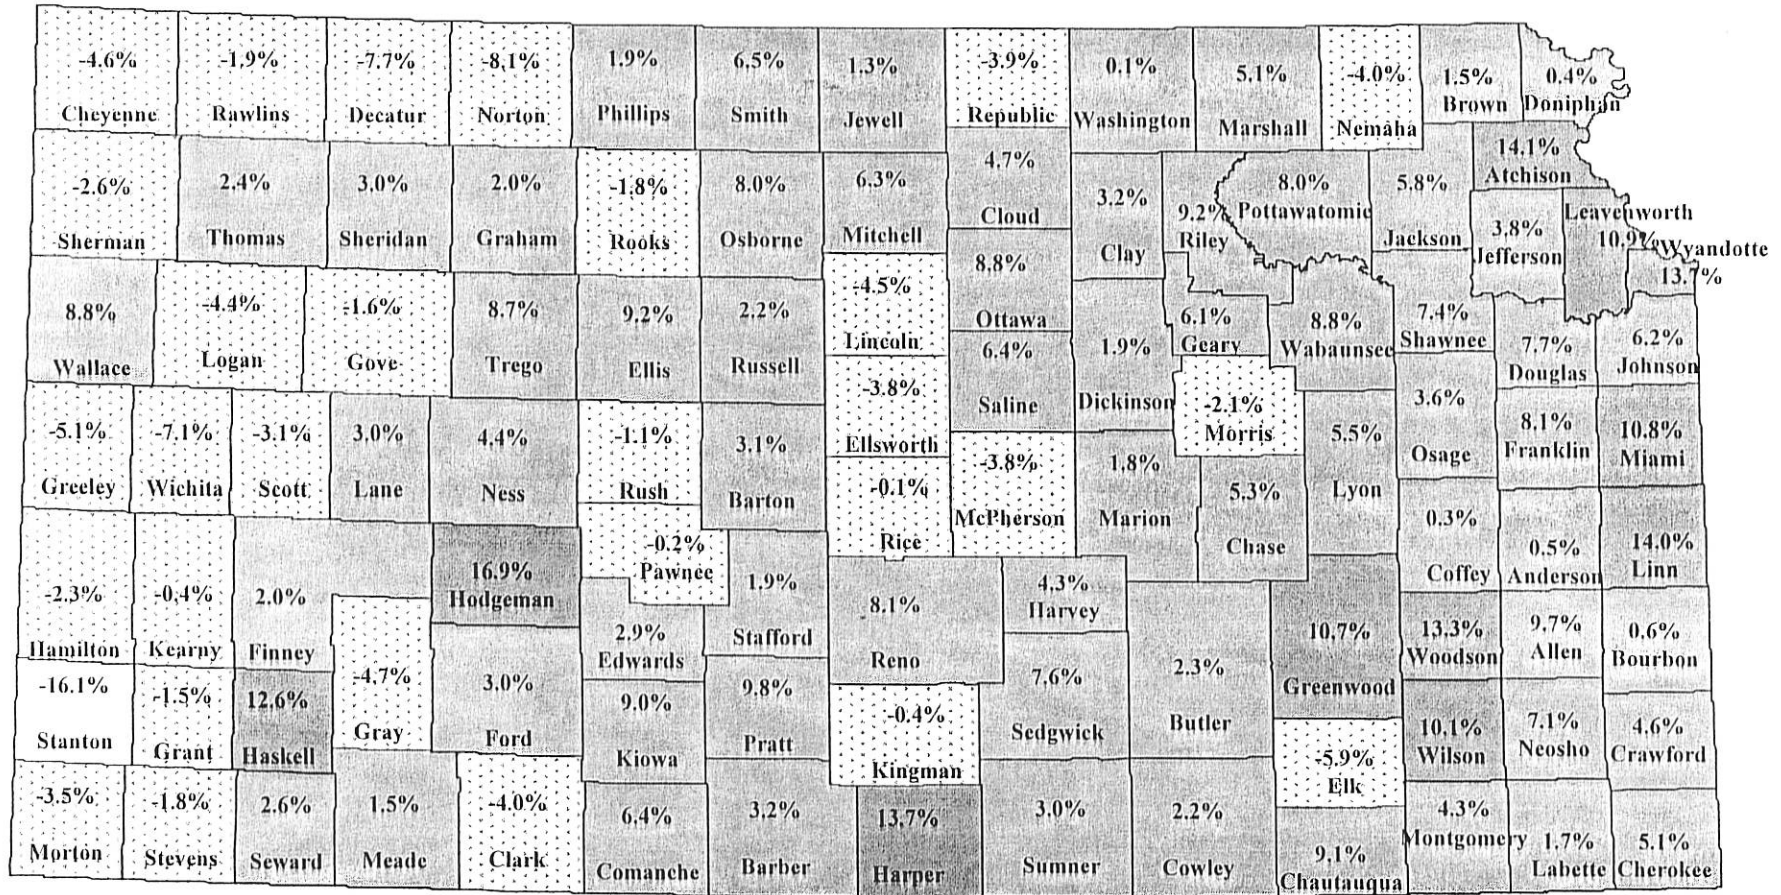 -4.6% -1.9% -7.7% -8.1% 1.9% 6.5% 1.3% -3.9% 0.1% 5.1% -4.0% 1.5% 0.4%
Cheyenne Rawlins Decatur Norton Phillips Smith Jewell Republic Washington Marshall Nemaha Brown Doniphan
-2.6% 2.4% 3.0% 2.0% -1.8% 8.0% 6.3% 4.7% 3.2% 9.2% 8.0% 5.8% 14.1%
Sherman Thomas Sheridan Graham Rooks Osborne Mitchell Cloud Clay Riley Pottawatomie Jackson Atchison
3.8% Leavenworth
Jefferson 10.9% Wyandotte
13.7%
8.8% -4.4% -1.6% 8.7% 9.2% 2.2% -4.5% 8.8% 1.9% 6.1% 8.8% 7.4% 7.7% 6.2%
Wallace Logan Gove Trego Ellis Russell Lincoln Ottawa Dickinson Geary Wabaunsee Shawnee Douglas Johnson
-5.1% -7.1% -3.1% 3.0% 4.4% -1.1% 3.1% -3.8% 6.4% -2.1% 5.5% 3.6% 8.1% 10.8%
Greeley Wichita Scott Lane Ness Rush Barton Ellsworth Saline Morris Lyon Osage Franklin Miami
-0.1% -3.8% 1.8% 5.3% 0.3% 0.5% 14.0%
Rice McPherson Marion Chase Coffey Anderson Linn
-2.3% -0.4% 2.0% 16.9% -0.2% 1.9% 8.1% 4.3% 10.7% 13.3% 9.7% 0.6%
Hamilton Kearny Finney Hodgeman Pawnee Stafford Reno Harvey Greenwood Woodson Allen Bourbon
-16.1% -1.5% 12.6% -4.7% 3.0% 2.9% 9.8% -0.4% 7.6% 2.3% 10.1% 7.1% 4.6%
Stanton Grant Haskell Gray Ford Edwards Pratt Kingman Sedgwick Butler Wilson Neosho Crawford
9.0% -5.9%
Kiowa Elk
-3.5% -1.8% 2.6% 1.5% -4.0% 6.4% 3.2% 13.7% 3.0% 2.2% 9.1% 4.3% 1.7% 5.1%
Morton Stevens Seward Meade Clark Comanche Barber Harper Sumner Cowley Chautauqua Montgomery Labette Cherokee